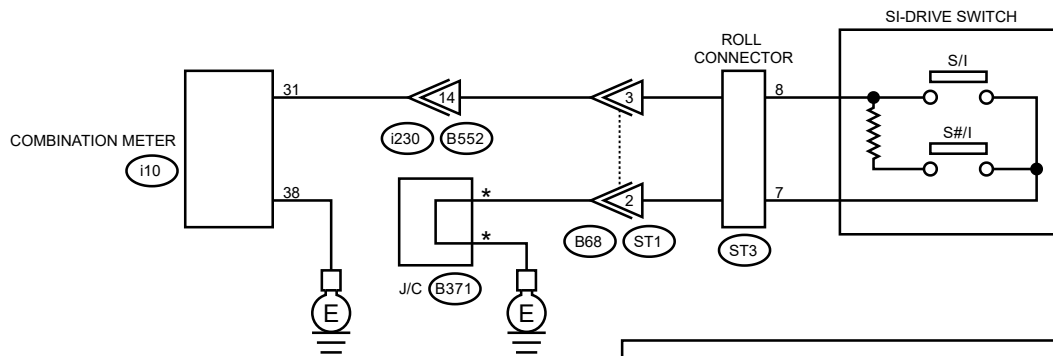 SI-DRIVE SWITCH
ROLL
CONNECTOR
S/I
31
14
3
8
COMBINATION METER
i230
B552
S#/I
i10
38
*
2
7
*
B68
ST1
ST3
J/C
B371
E
E